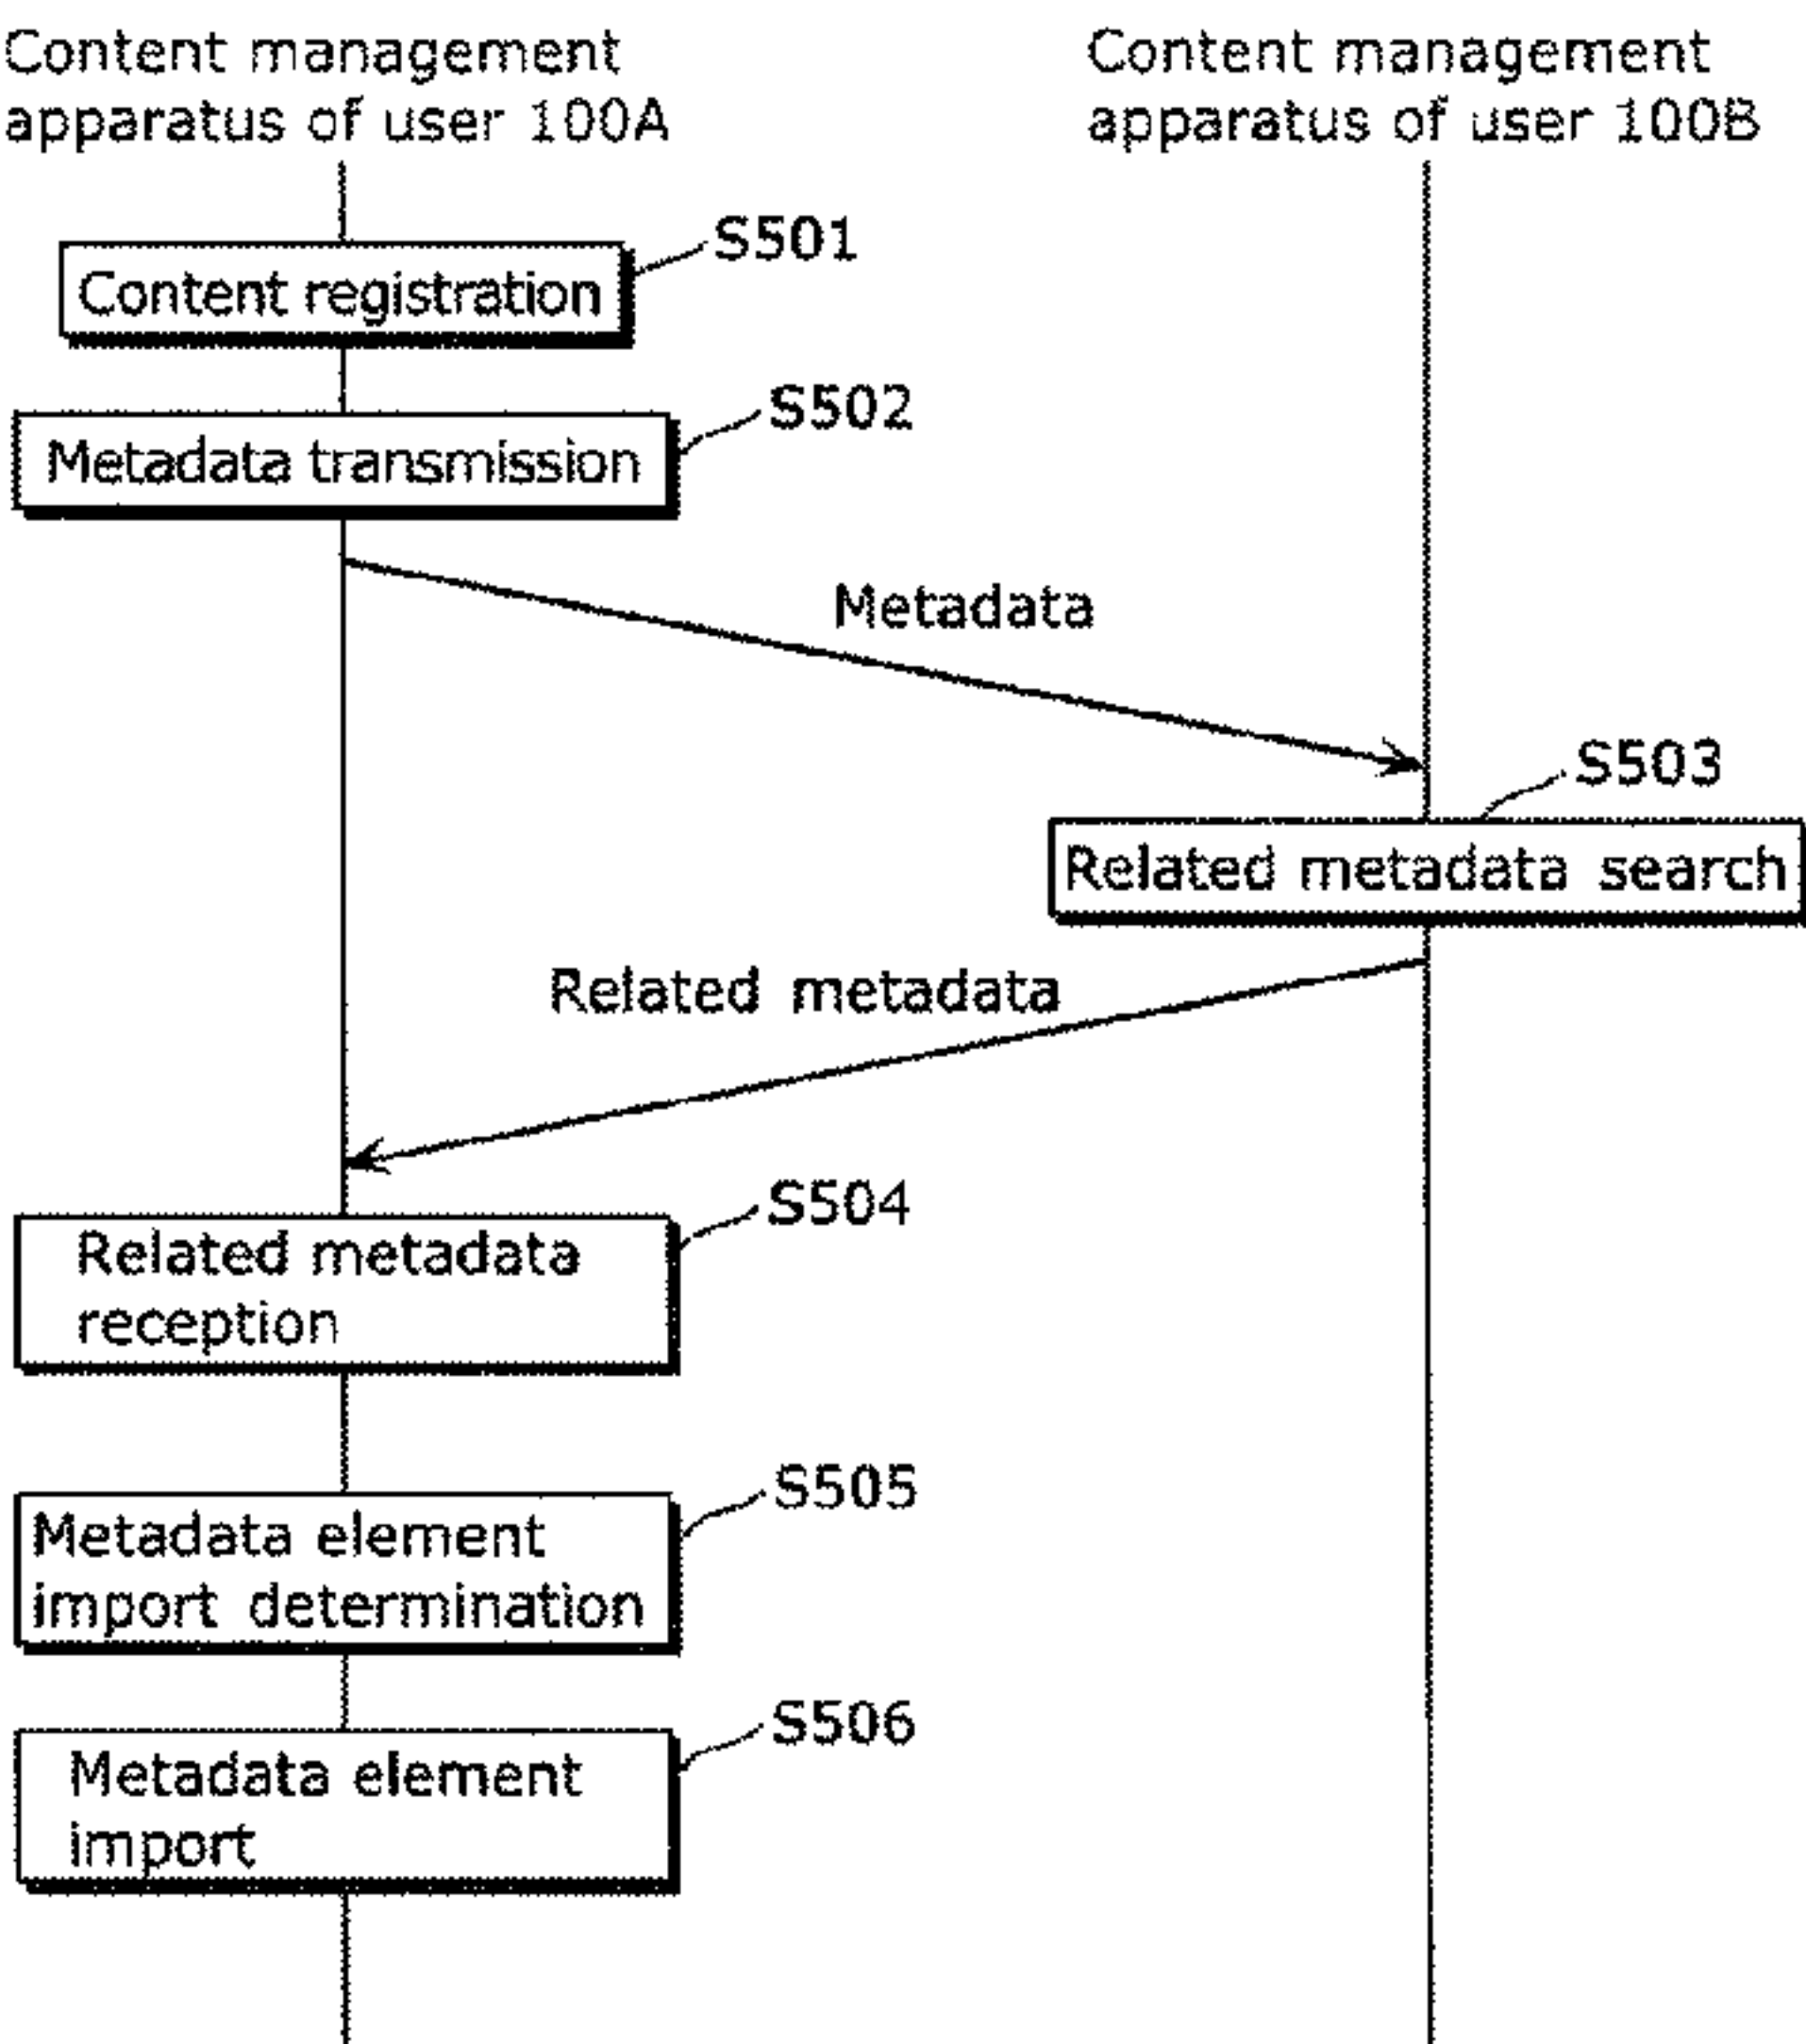 Content management
apparatus of user 100A
Content management
apparatus of user 100B
S501
Content registration
S502
Metadata transmission
Metadata
S503
Related metadata search
Related metadata
S504
Related metadata
reception
S505
Metadata element
import determination
S506
Metadata element
import